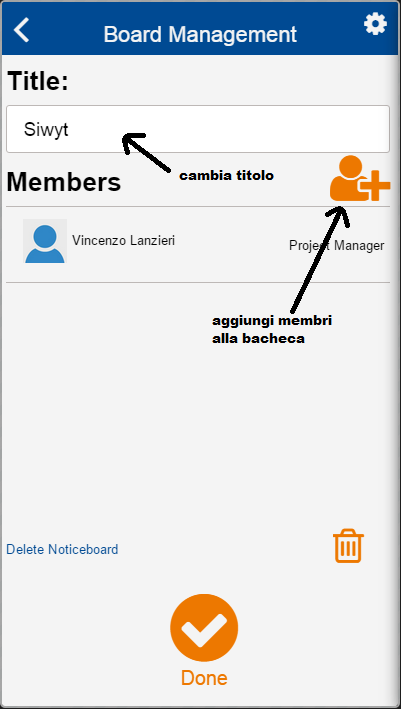 Board Management
Title:
Siwyt
cambia titolo
Members
Vincenzo Lanzieri
Project Manager
aggiungi membri
alla bacheca
Delete Noticeboard
Done